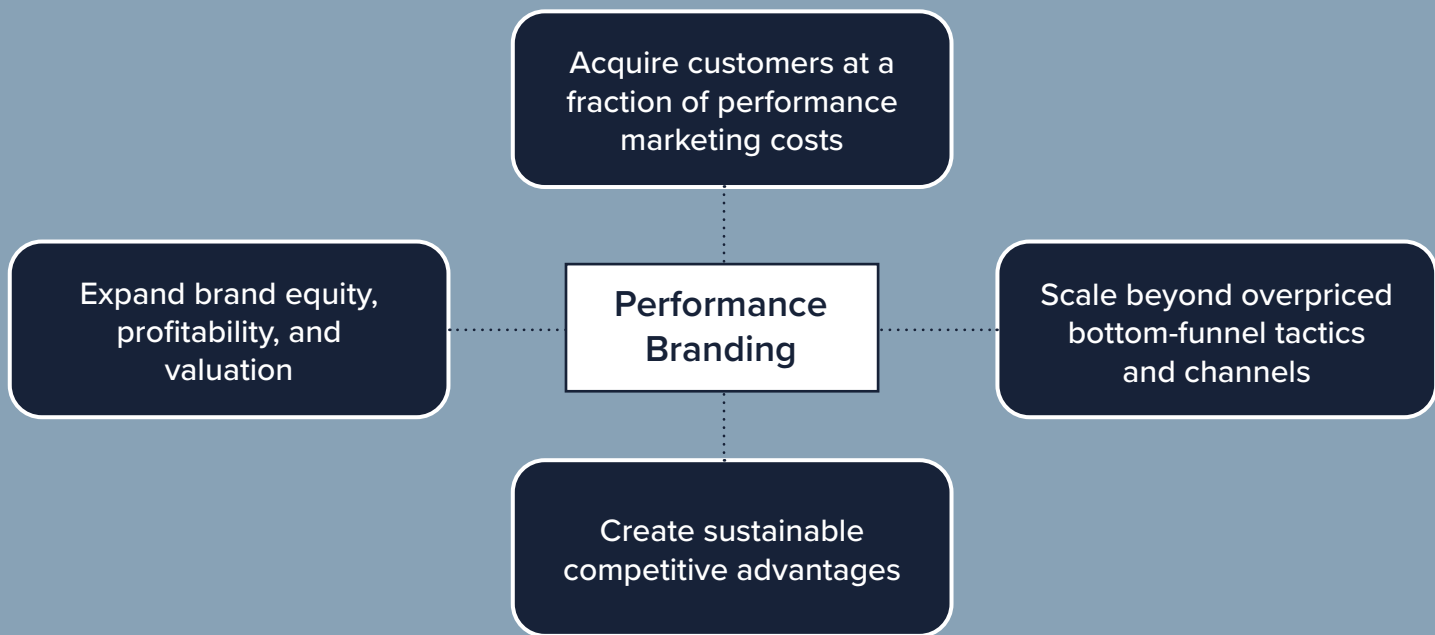 Acquire customers at a
fraction of performance
marketing costs
Expand brand equity,
profitability, and
valuation
Performance
Branding
Scale beyond overpriced
bottom-funnel tactics
and channels
Create sustainable
competitive advantages